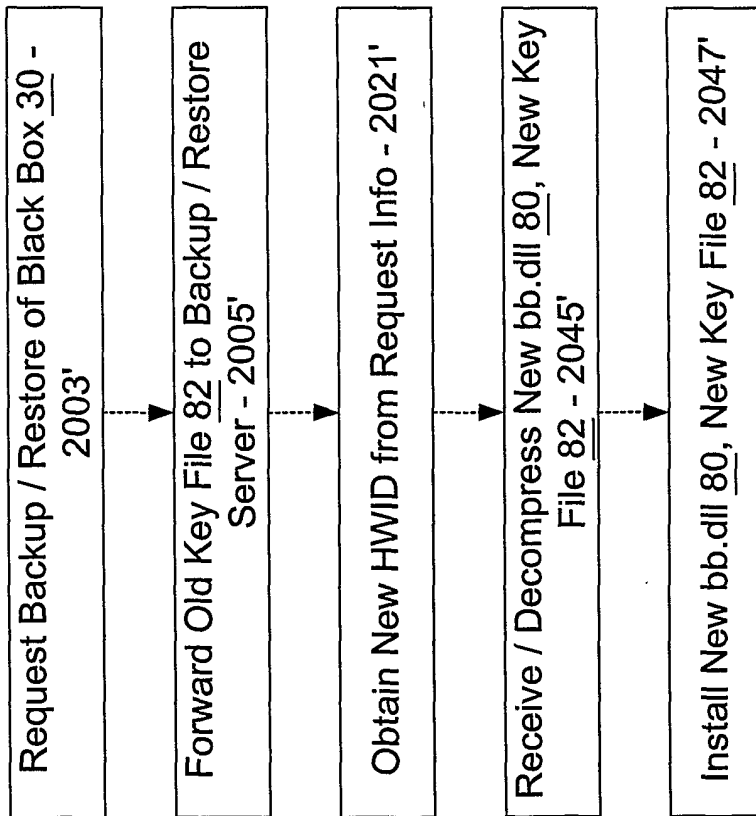 Request Backup / Restore of Black Box 30 -
2003'
Forward Old Key File 82 to Backup / Restore
Server - 2005'
Obtain New HWID from Request Info - 2021'
Receive / Decompress New bb.dll 80, New Key
File 82 - 2045'
Install New bb.dll 80, New Key File 82 - 2047'